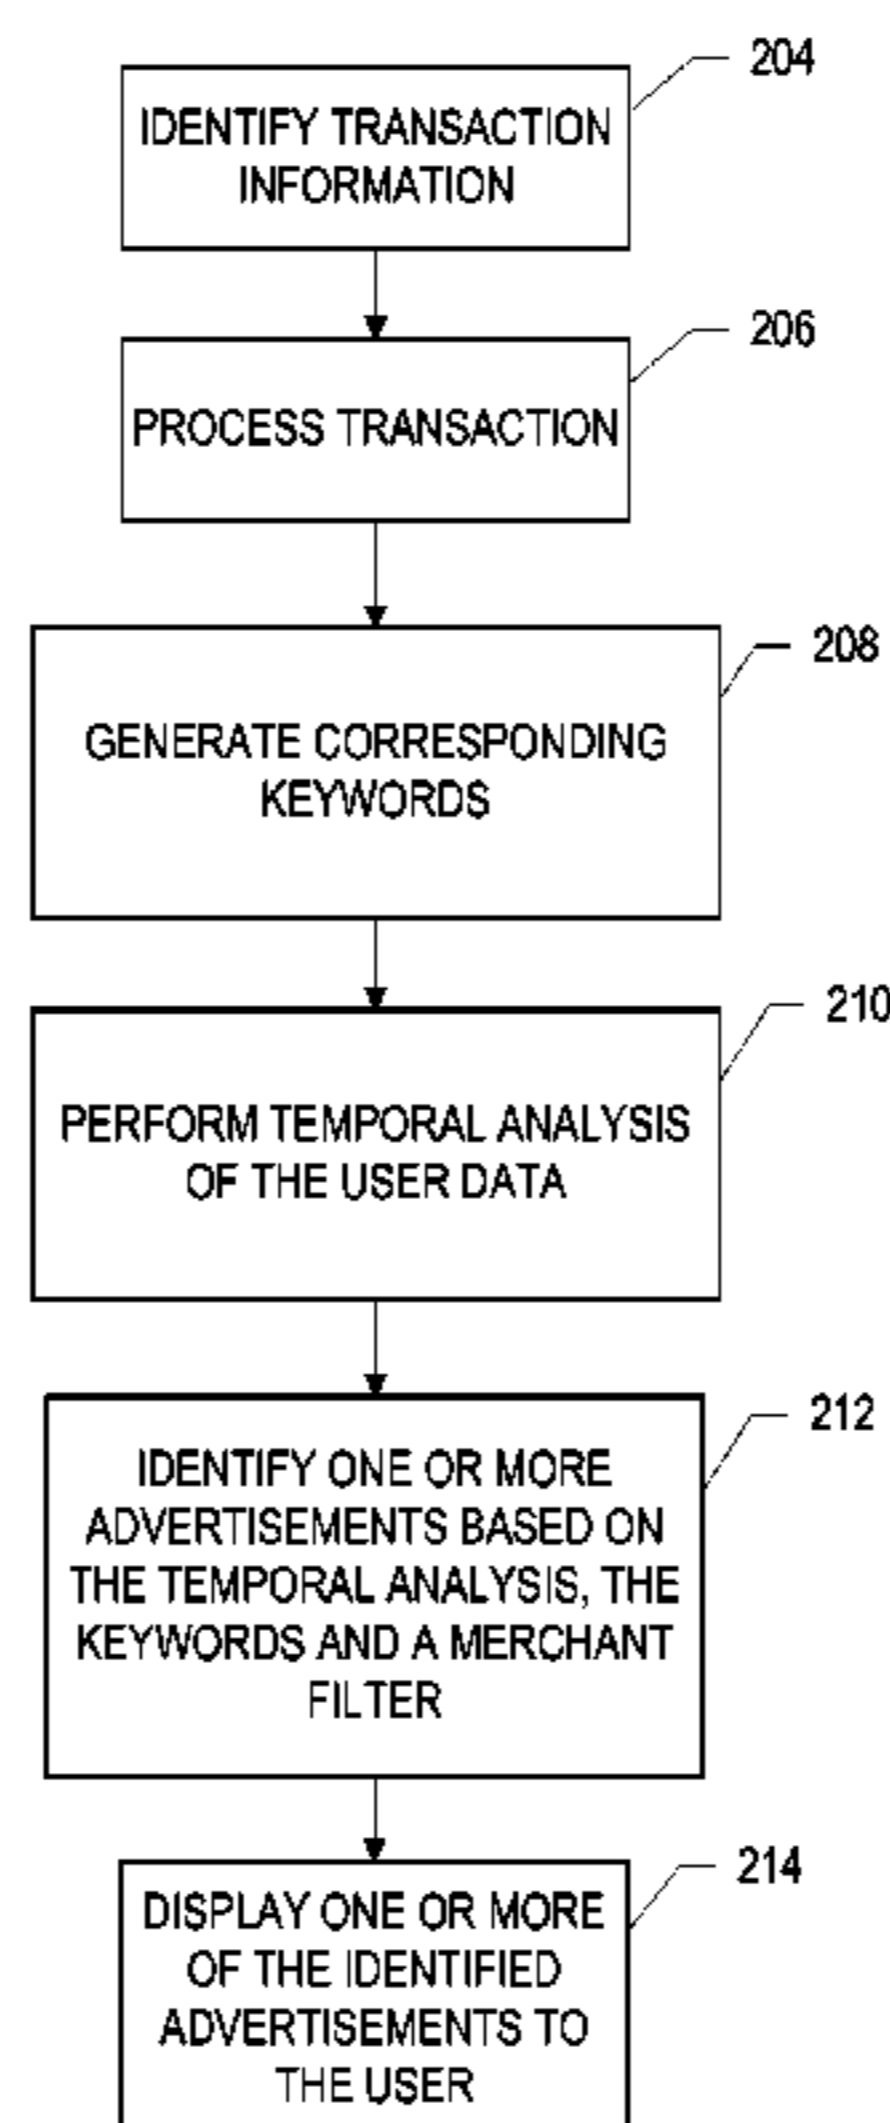 204
IDENTIFY TRANSACTION
INFORMATION
206
PROCESS TRANSACTION
208
GENERATE CORRESPONDING
KEYWORDS
210
PERFORM TEMPORAL ANALYSIS
OF THE USER DATA
212
IDENTIFY ONE OR MORE
ADVERTISEMENTS BASED ON
THE TEMPORAL ANALYSIS, THE
KEYWORDS AND A MERCHANT
FILTER
214
DISPLAY ONE OR MORE
OF THE IDENTIFIED
ADVERTISEMENTS TO
THE USER